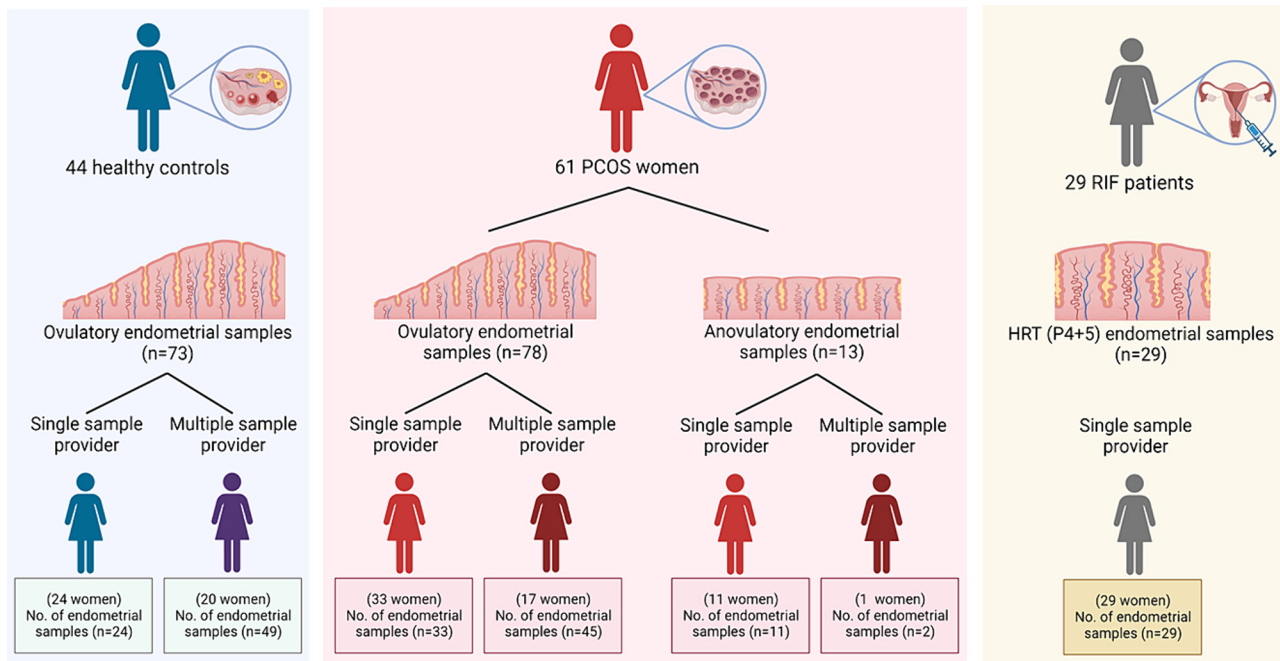 44 healthy controls
61 PCOS women
29 RIF patients
Ovulatory endometrial samples
(n=73)
Ovulatory endometrial
samples (n=78)
Anovulatory endometrial
samples (n=13)
HRT (P4+5) endometrial samples
(n=29)
Single sample
provider
Multiple sample
provider
Single sample
provider
Multiple sample
provider
Single sample
provider
Multiple sample
provider
Single sample
provider
(24 women)
No. of endometrial
samples (n=24)
(20 women)
No. of endometrial
samples (n=49)
(33 women)
No. of endometrial
samples (n=33)
(17 women)
No. of endometrial
samples (n=45)
(11 women)
No. of endometrial
samples (n=11)
(1 women)
No. of endometrial
samples (n=2)
(29 women)
No. of endometrial
samples (n=29)